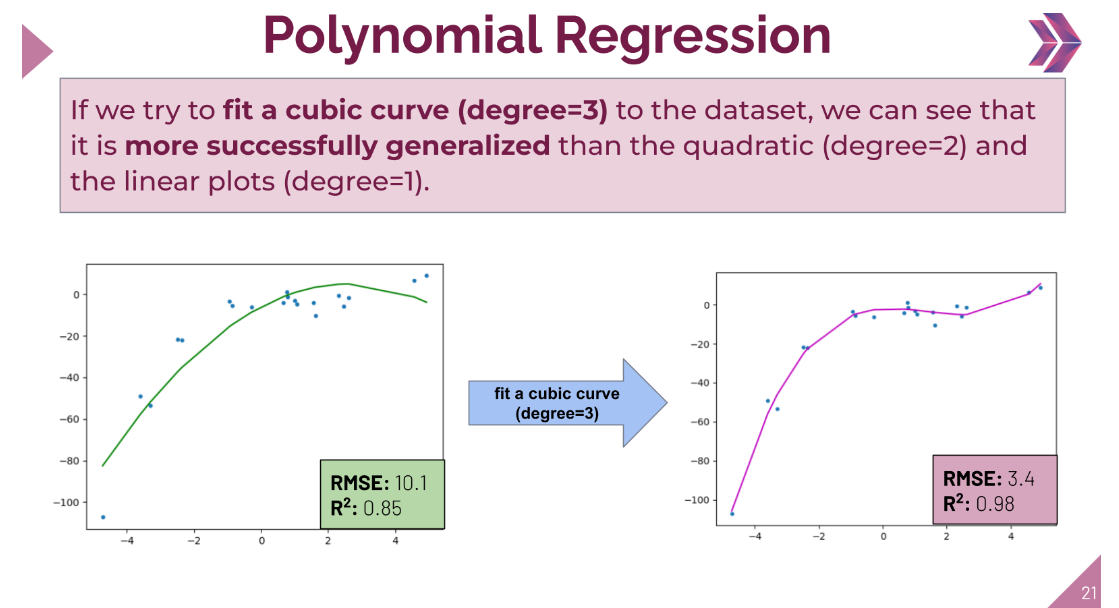 Polynomial Regression
If we try to fit a cubic curve (degree=3) to the dataset, we can see that
it is more successfully generalized than the quadratic (degree=2) and
the linear plots (degree=1).
0
−20
−40
−60
−80
−100
−4
−2
0
2
4
RMSE: 10.1
R²: 0.85
fit a cubic curve
(degree=3)
0
−20
−40
−60
−80
−100
−4
−2
0
2
4
RMSE: 3.4
R²: 0.98
21